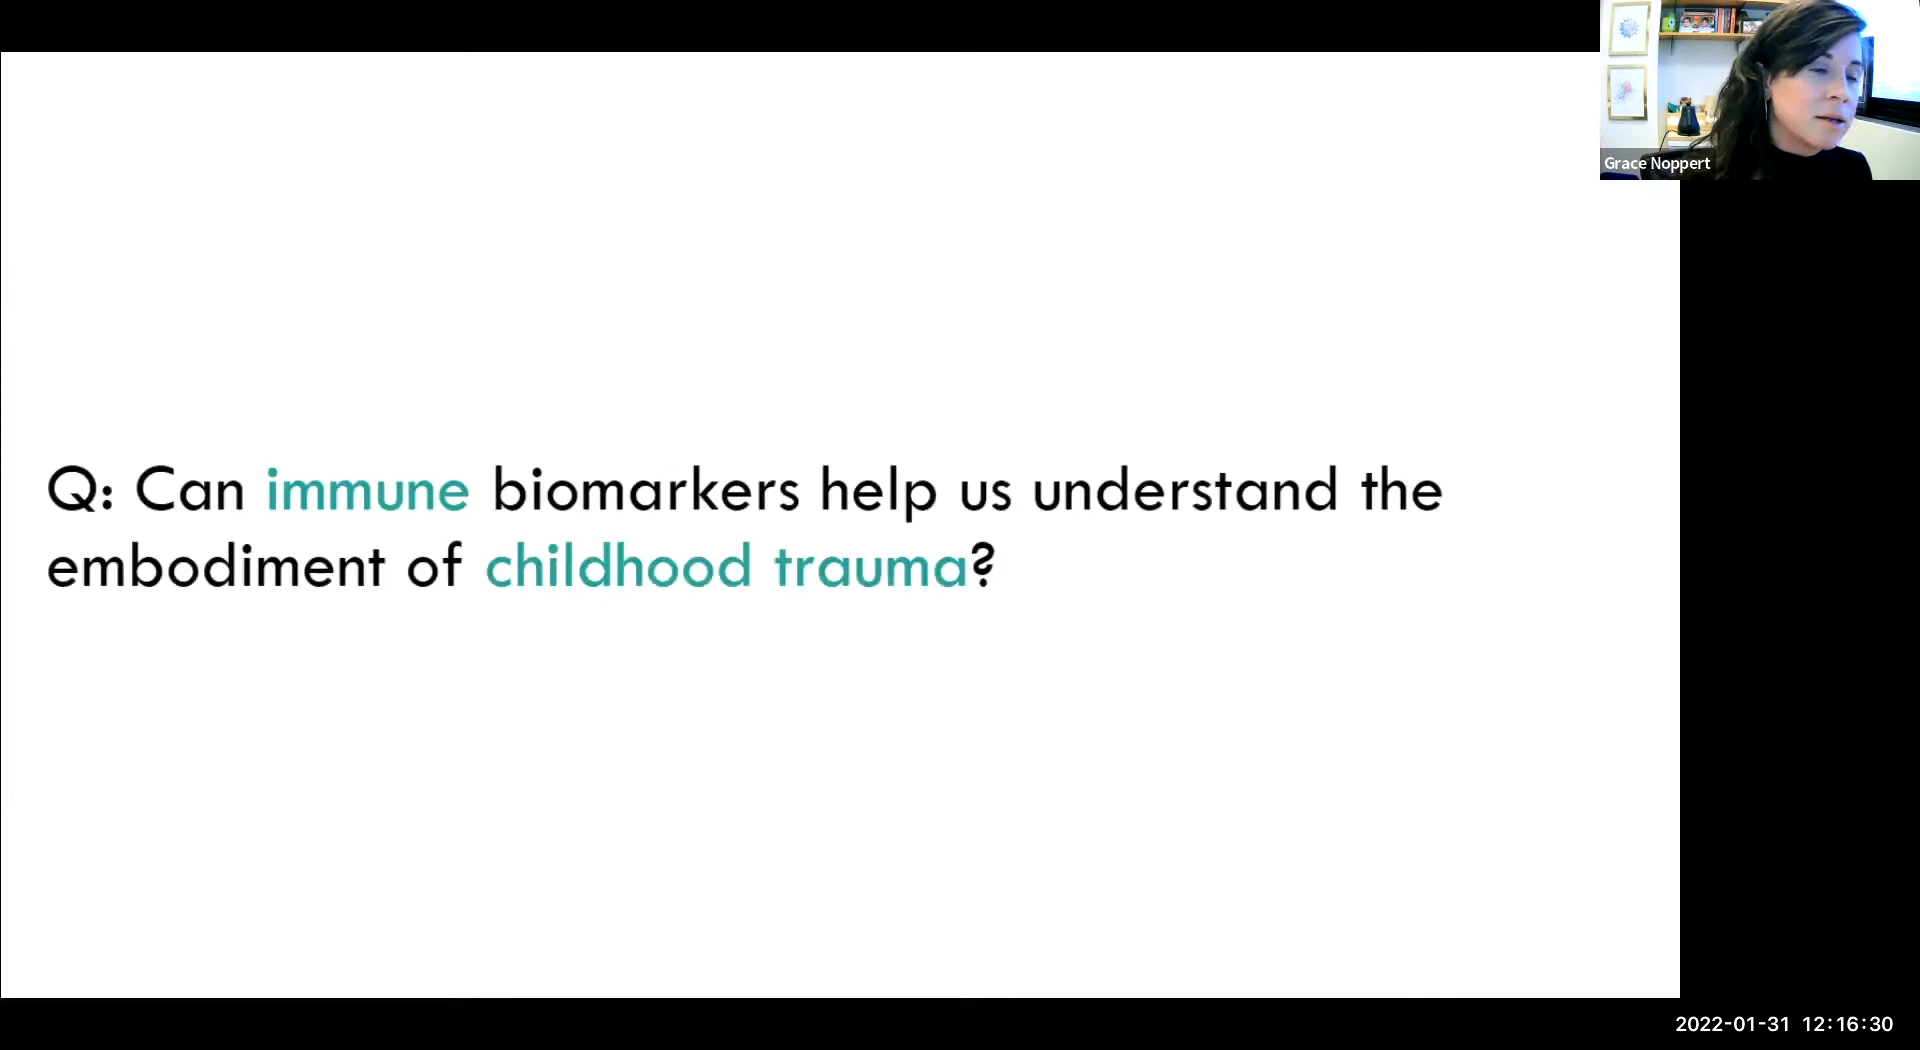 Grace Noppert
Q: Can immune biomarkers help us understand the
embodiment of childhood trauma?
2022-01-31 12:16:30